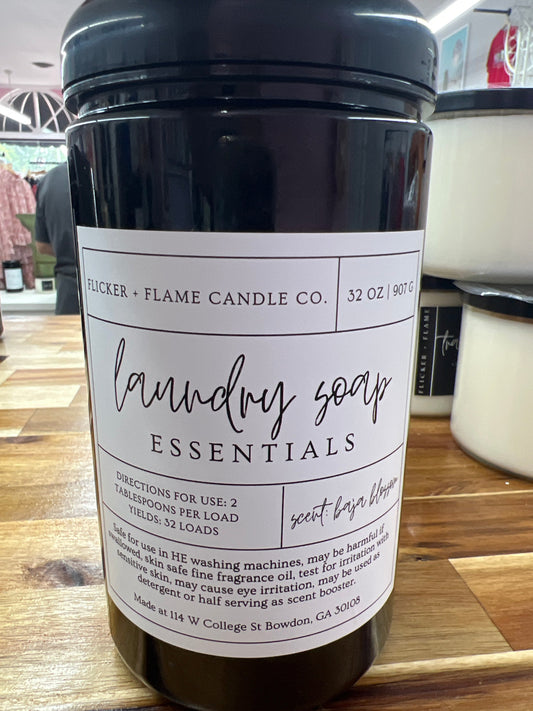 FLICKER + FLAME CANDLE CO.
32 OZ | 907 G
laundry soap
ESSENTIALS
DIRECTIONS FOR USE: 2
TABLESPOONS PER LOAD
YIELDS: 32 LOADS
scent: baja blossom
Safe for use in HE washing machines, may be harmful if
swallowed, skin safe fine fragrance oil, test for irritation with
sensitive skin, may cause eye irritation, may be used as
detergent or half serving as scent booster.
Made at 114 W College St Bowdon, GA 30108
FLICKER + FLAME